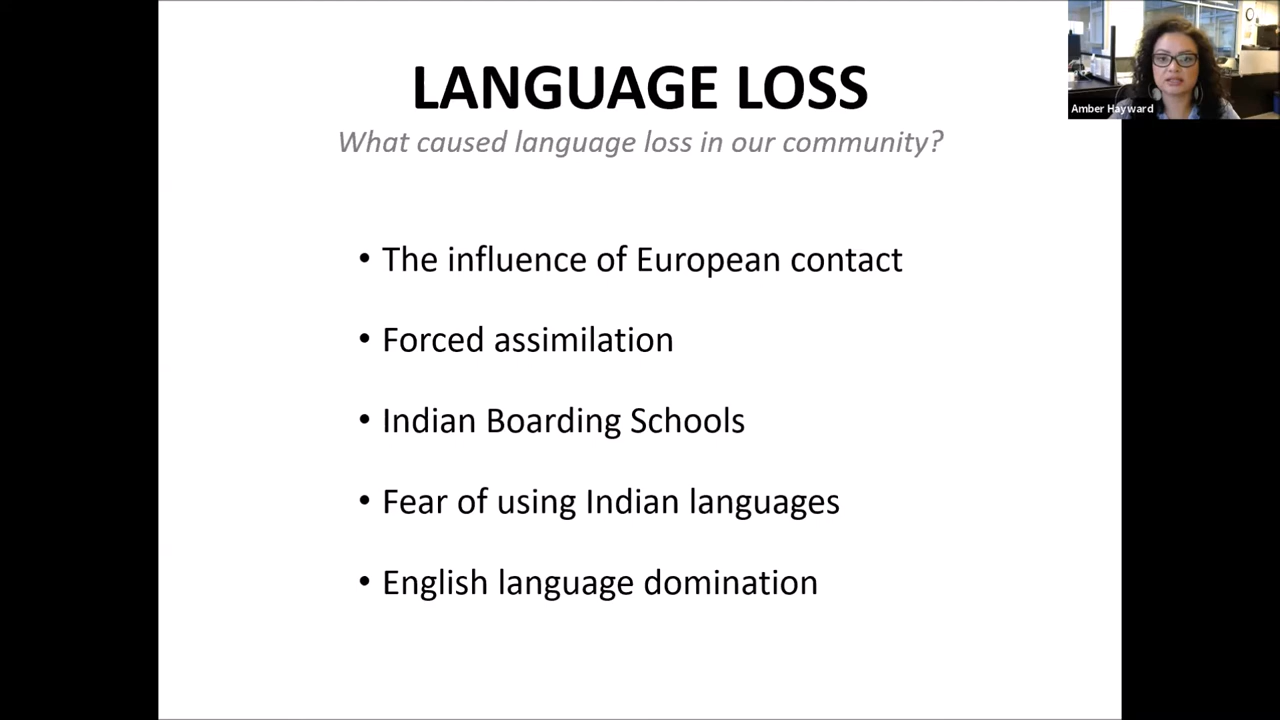 LANGUAGE LOSS
What caused language loss in our community?
• The influence of European contact
• Forced assimilation
• Indian Boarding Schools
• Fear of using Indian languages
• English language domination
Amber Hayward